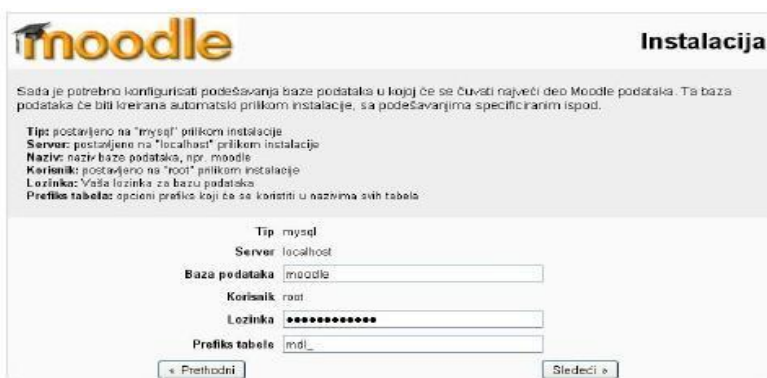 moodle
Instalacija
Sada je potrebno konfigurisati podešavanja baze podataka u kojoj će se čuvati najveći deo Moodle podataka. Ta baza
podataka će biti kreirana automatski prilikom instalacije, sa podešavanjima specificiranim ispod.
Tip: postavljeno na "mysql" prilikom instalacije
Server: postavljeno na "localhost" prilikom instalacije
Naziv: naziv baze podataka, npr. moodle
Korisnik: postavljeno na "root" prilikom instalacije
Lozinka: Vaša lozinka za bazu podataka
Prefiks tabela: opcioni prefiks koji će se koristiti u nazivima svih tabela
Tip mysql
Server localhost
Baza podataka moodle
Korisnik root
Lozinka ●●●●●●●●●●●●
Prefiks tabele mdl_
« Prethodni Sledeći »